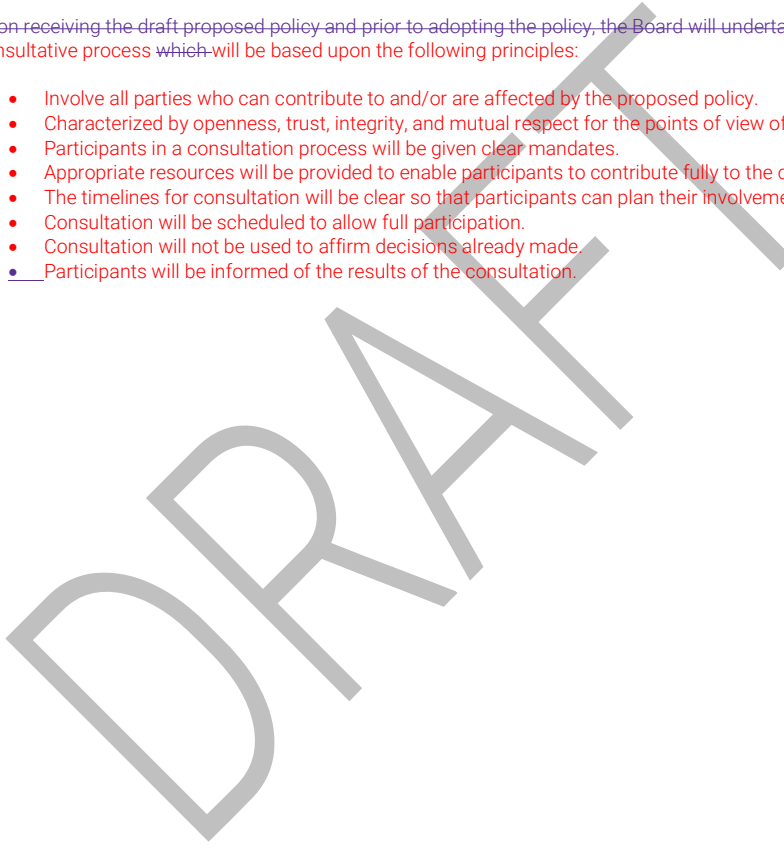 on receiving the draft proposed policy and prior to adopting the policy, the Board will
consultative process which will be based upon the following principles:
• Involve all parties who can contribute to and/or are affected by the proposed policy.
• Characterized by openness, trust, integrity, and mutual respect for the points of view of
• Participants in a consultation process will be given clear mandates.
• Appropriate resources will be provided to enable participants to contribute fully to the
• The timelines for consultation will be clear so that participants can plan their
• Consultation will be scheduled to allow full participation.
• Consultation will not be used to affirm decisions already made.
• Participants will be informed of the results of the consultation.
DRAFT